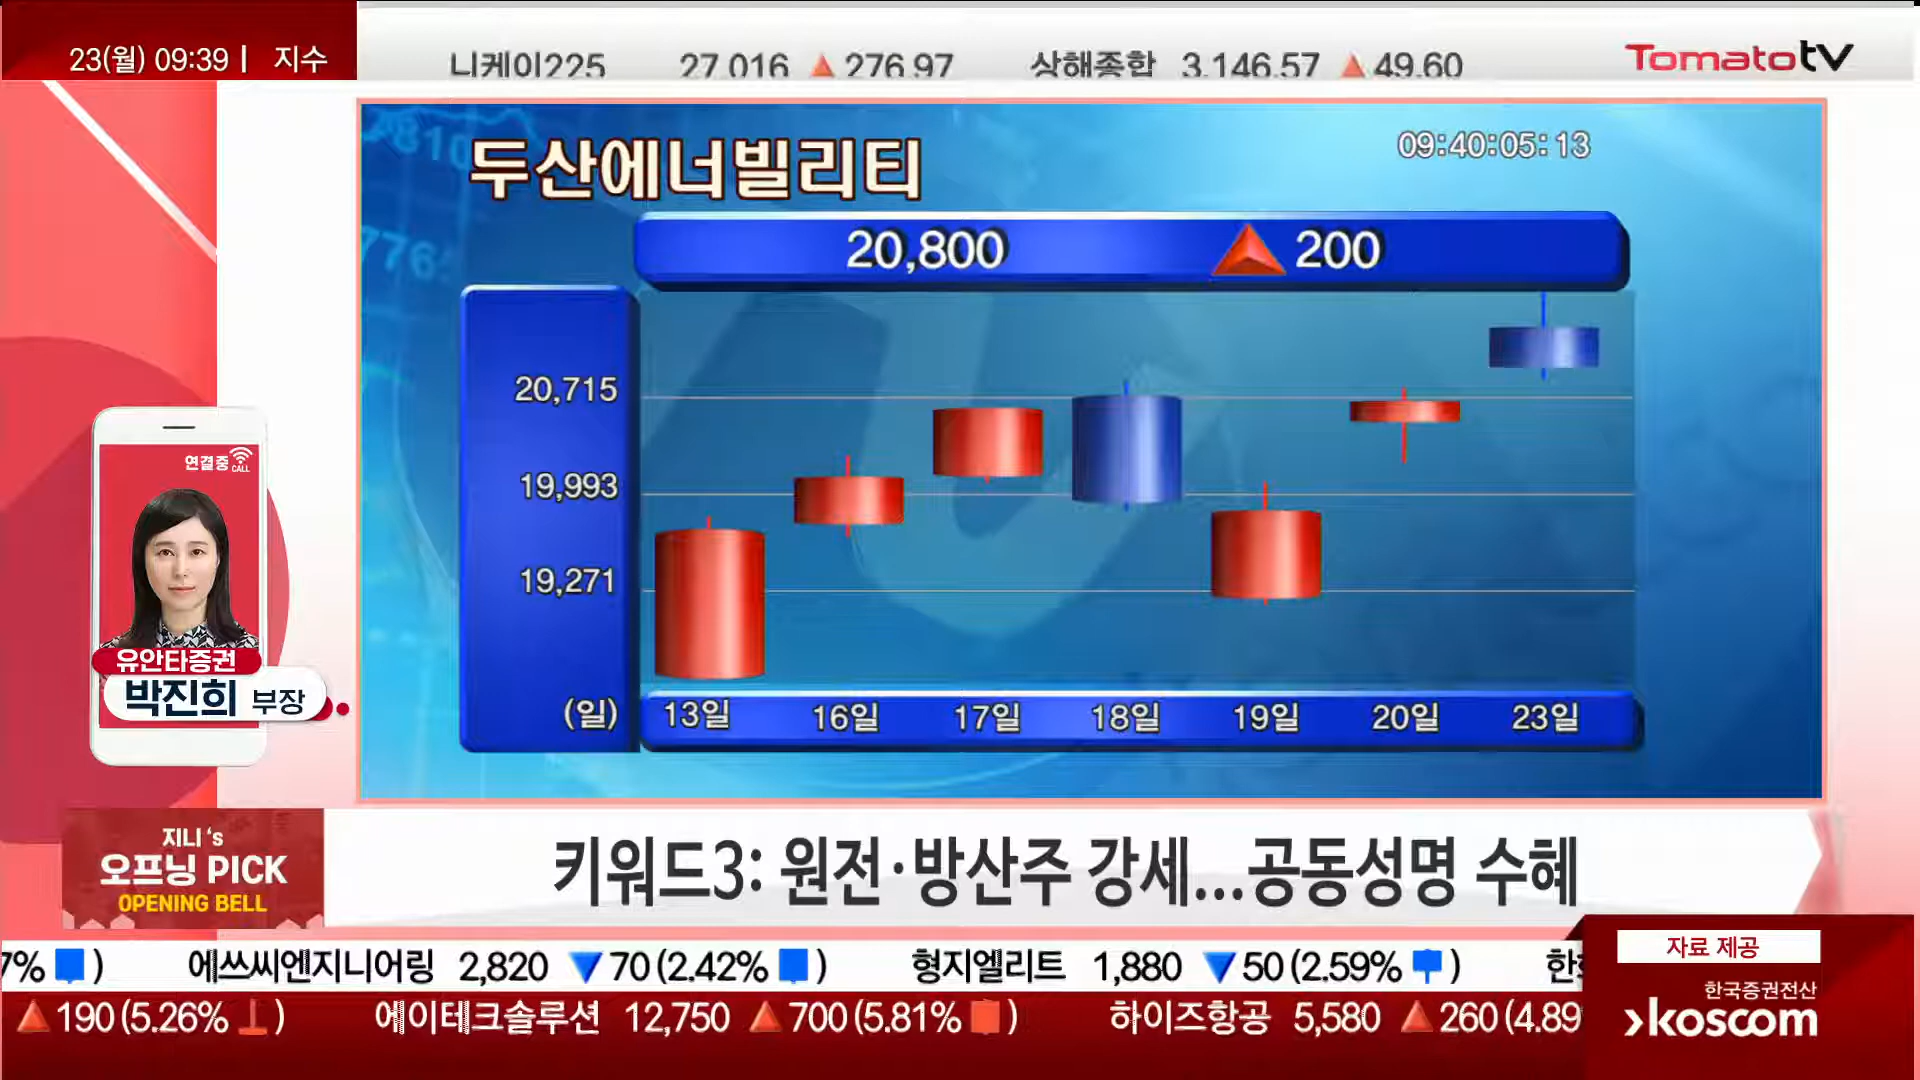 23(월) 09:39 | 지수
니케이225 27,016 ▲ 276.97 상해종합 3,146.57 ▲ 49.60
Tomatotv
두산에너빌리티
09:40:05:13
20,800 ▲ 200
20,715
19,993
19,271
(일) 13일 16일 17일 18일 19일 20일 23일
연결중
CALL
유안타증권
박진희 부장
지니 's
오프닝 PICK
OPENING BELL
키워드3: 원전·방산주 강세...공동성명 수혜
7% ) 에쓰씨엔지니어링 2,820 ▼70(2.42% ) 형지엘리트 1,880 ▼50(2.59% )
▲190(5.26% ) 에이테크솔루션 12,750 ▲700(5.81% ) 하이즈항공 5,580 ▲260(4.89
자료 제공
한국증권전산
koscom